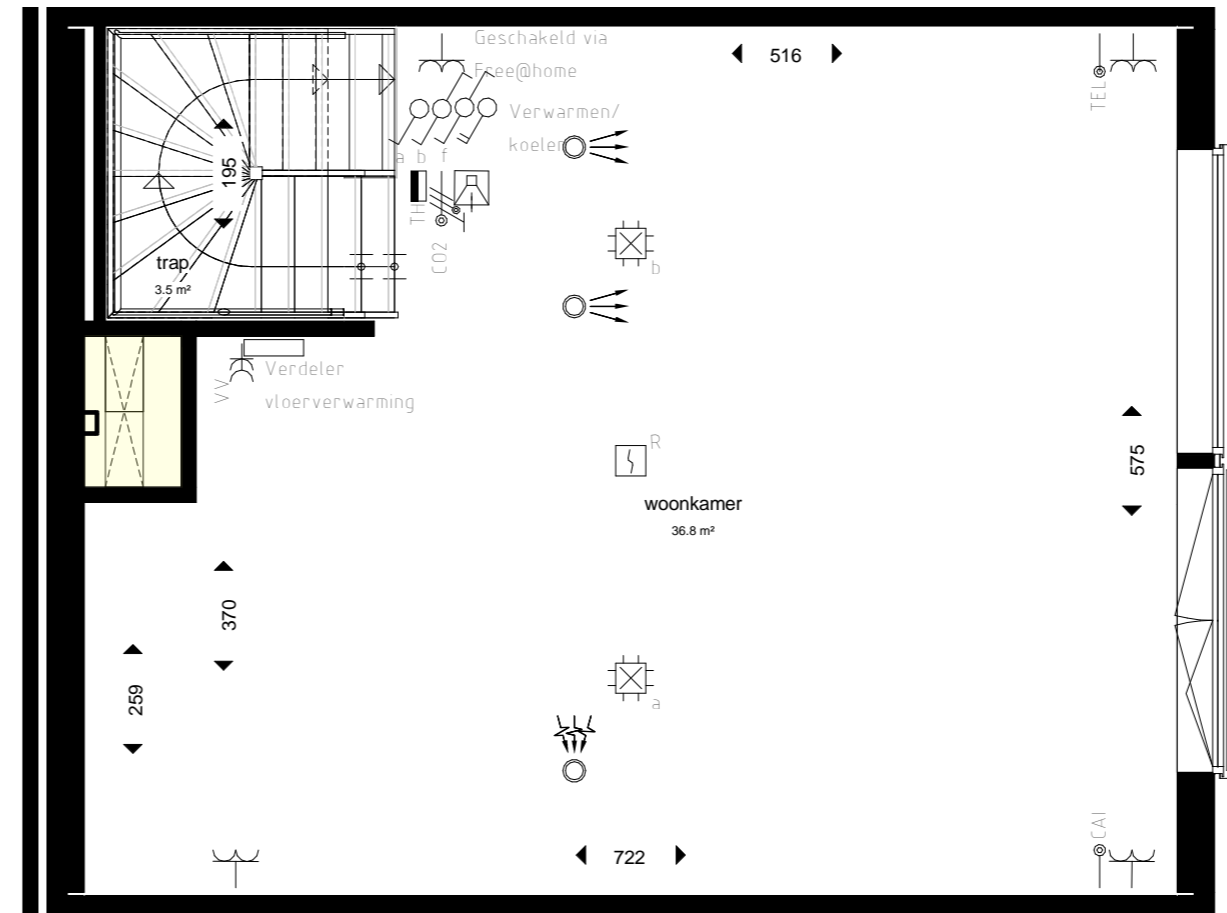 Geschakeld via
Free@home
516
TEL
Verwarmen/
koelen
a b f
195
TH
CO2
trap
3.5 m²
b
VV
Verdeler
vloerverwarming
R
575
woonkamer
36.8 m²
370
259
a
722
CAI